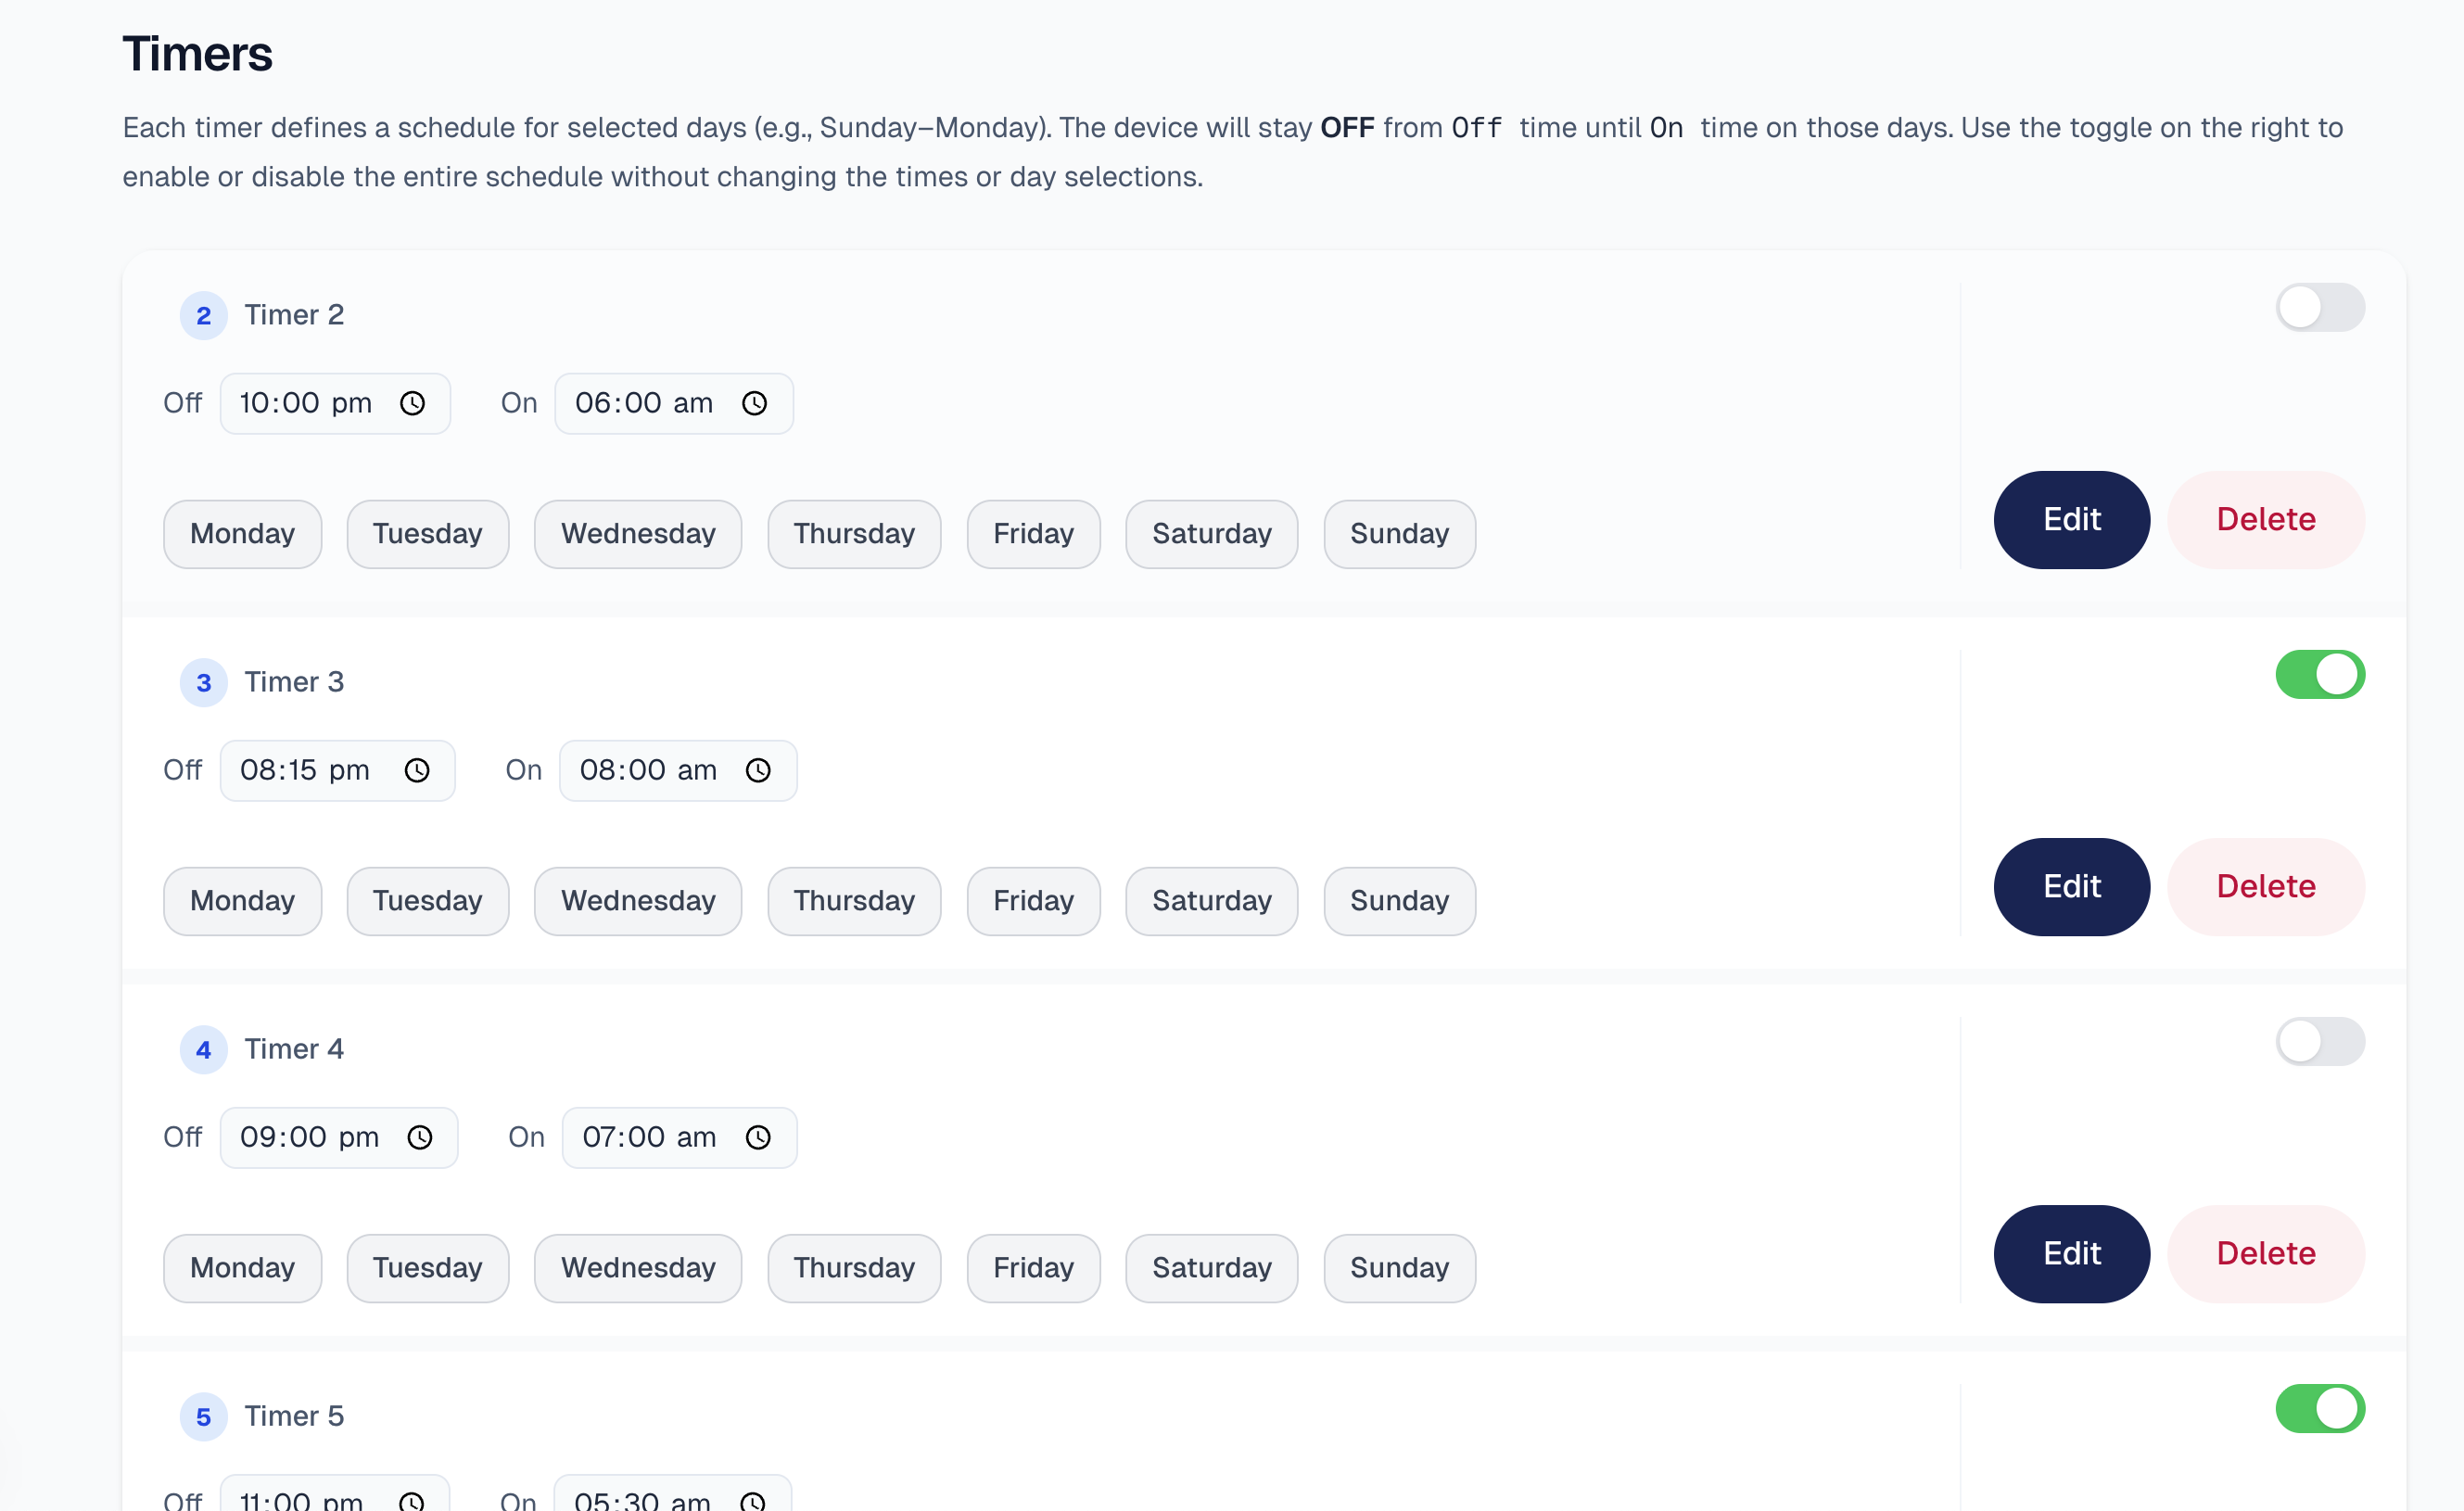 Timers
Each timer defines a schedule for selected days (e.g., Sunday–Monday). The device will stay OFF from Off time until On time on those days. Use the toggle on the right to
enable or disable the entire schedule without changing the times or day selections.
2 Timer 2
Off 10:00 pm On 06:00 am
Monday Tuesday Wednesday Thursday Friday Saturday Sunday Edit Delete
3 Timer 3
Off 08:15 pm On 08:00 am
Monday Tuesday Wednesday Thursday Friday Saturday Sunday Edit Delete
4 Timer 4
Off 09:00 pm On 07:00 am
Monday Tuesday Wednesday Thursday Friday Saturday Sunday Edit Delete
5 Timer 5
Off 11:00 pm On 05:30 am